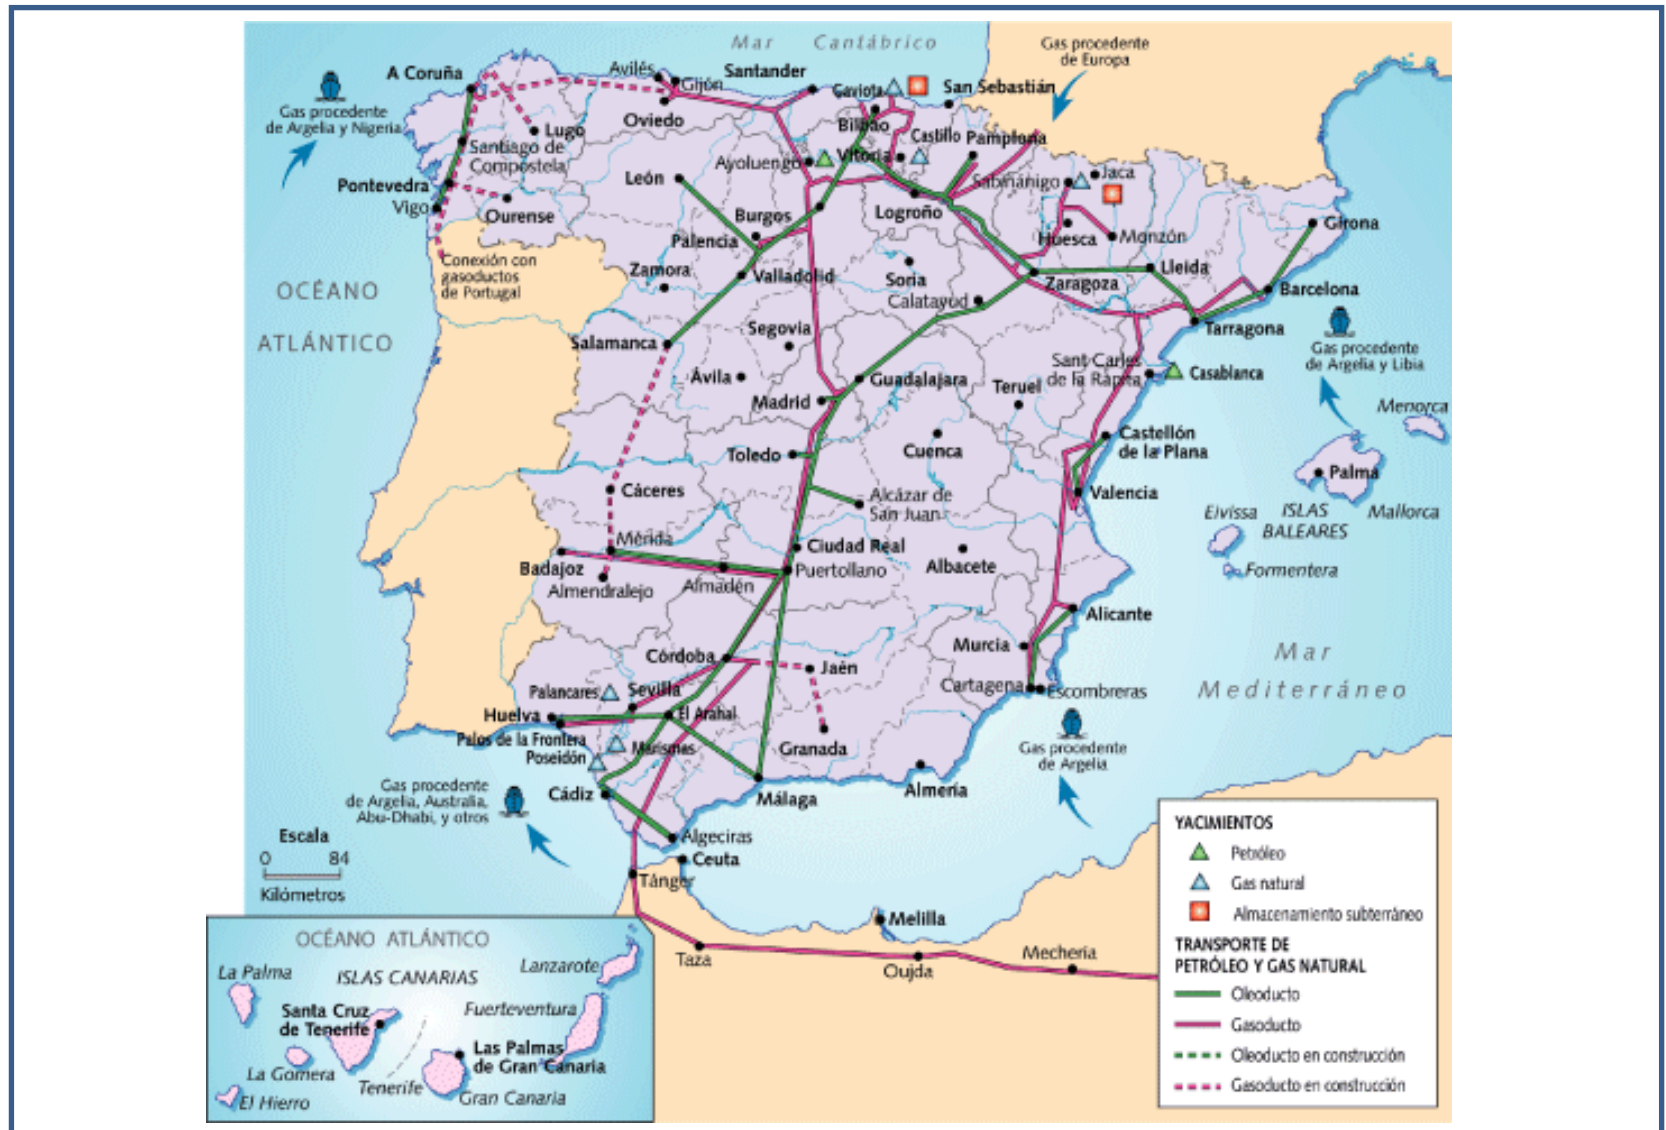 Mar Cantábrico
Gas procedente
de Europa
A Coruña
Avilés
Gijón
Santander
Gaviota
San Sebastián
Gas procedente
de Argelia y Nigeria
Oviedo
Lugo
Bilbao
Castillo
Pamplona
Santiago de
Compostela
Ayoluengo
Vitoria
Jaca
Sabiñánigo
León
Pontevedra
Vigo
Ourense
Burgos
Logroño
Palencia
Huesca
Monzón
Girona
Conexión con
gasoductos
de Portugal
Zamora
Valladolid
Soria
Calatayud
Zaragoza
Lleida
Barcelona
OCÉANO
ATLÁNTICO
Segovia
Salamanca
Tarragona
Gas procedente
de Argelia y Libia
Ávila
Guadalajara
Teruel
Sant Carles
de la Ràpita
Casablanca
Madrid
Menorca
Toledo
Cuenca
Castellón
de la Plana
Palma
Cáceres
Alcázar de
San Juan
Valencia
Eivissa
ISLAS
BALEARES
Mallorca
Mérida
Ciudad Real
Albacete
Formentera
Badajoz
Almendralejo
Almadén
Puertollano
Alicante
Murcia
Mar
Mediterráneo
Córdoba
Jaén
Cartagena
Escombreras
Palancares
Sevilla
Huelva
El Arahal
Palos de la Frontera
Poseidón
Marismas
Granada
Gas procedente
de Argelia
Gas procedente
de Argelia, Australia,
Abu-Dhabi, y otros
Cádiz
Málaga
Almería
Escala
0 84
Kilómetros
Algeciras
Ceuta
Tánger
Melilla
Taza
Oujda
Mecheria
YACIMIENTOS
Petróleo
Gas natural
Almacenamiento subterráneo
TRANSPORTE DE
PETRÓLEO Y GAS NATURAL
Oleoducto
Gasoducto
Oleoducto en construcción
Gasoducto en construcción
OCÉANO ATLÁNTICO
La Palma
ISLAS CANARIAS
Lanzarote
Santa Cruz
de Tenerife
Fuerteventura
Las Palmas
de Gran Canaria
La Gomera
Tenerife
El Hierro
Gran Canaria